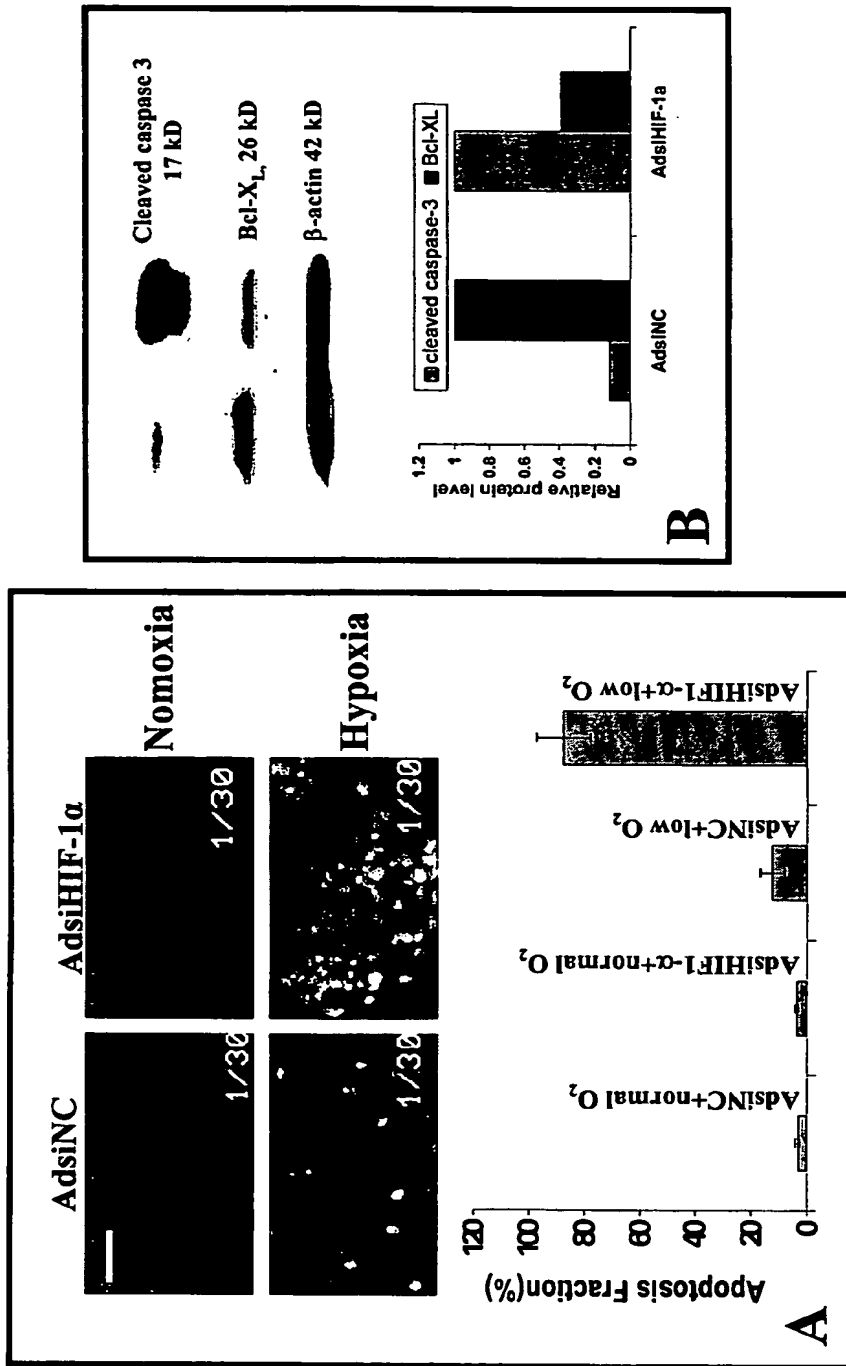 AdsiNC
AdsiHIF-1α
1/30
1/30
Nomoxia
1/30
1/30
Hypoxia
Apoptosis Fraction(%)
120
100
80
60
40
20
0
AdsiNC+normal O₂
AdsiHIF1-α+normal O₂
AdsiNC+low O₂
AdsiHIF1-α+low O₂
A
Cleaved caspase 3
17 kD
Bcl-X_L, 26 kD
β-actin 42 kD
cleaved caspase-3 Bcl-XL
Relative protein level
1.2
1
0.8
0.6
0.4
0.2
0
AdsiNC
AdsiHIF-1a
B